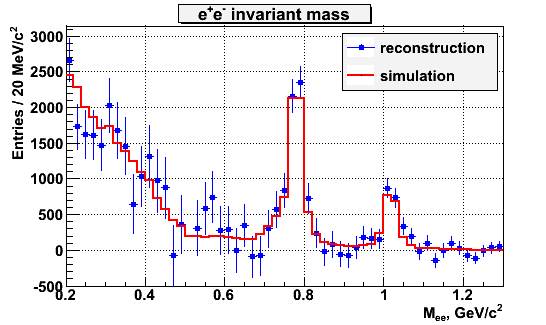 e⁺e⁻ invariant mass
Entries / 20 MeV/c²
3000
2500
2000
1500
1000
500
0
-500
reconstruction
simulation
0.2 0.4 0.6 0.8 1 1.2
Mee, GeV/c²